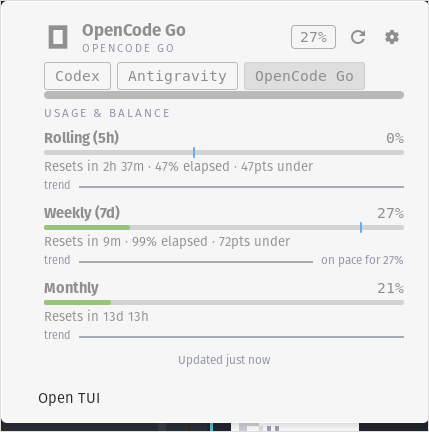 OpenCode Go
27%
OPENCODE GO
Codex
Antigravity
OpenCode Go
USAGE & BALANCE
Rolling (5h) 0%
Resets in 2h 37m · 47% elapsed · 47pts under
trend
Weekly (7d) 27%
Resets in 9m · 99% elapsed · 72pts under
trend on pace for 27%
Monthly 21%
Resets in 13d 13h
trend
Updated just now
Open TUI